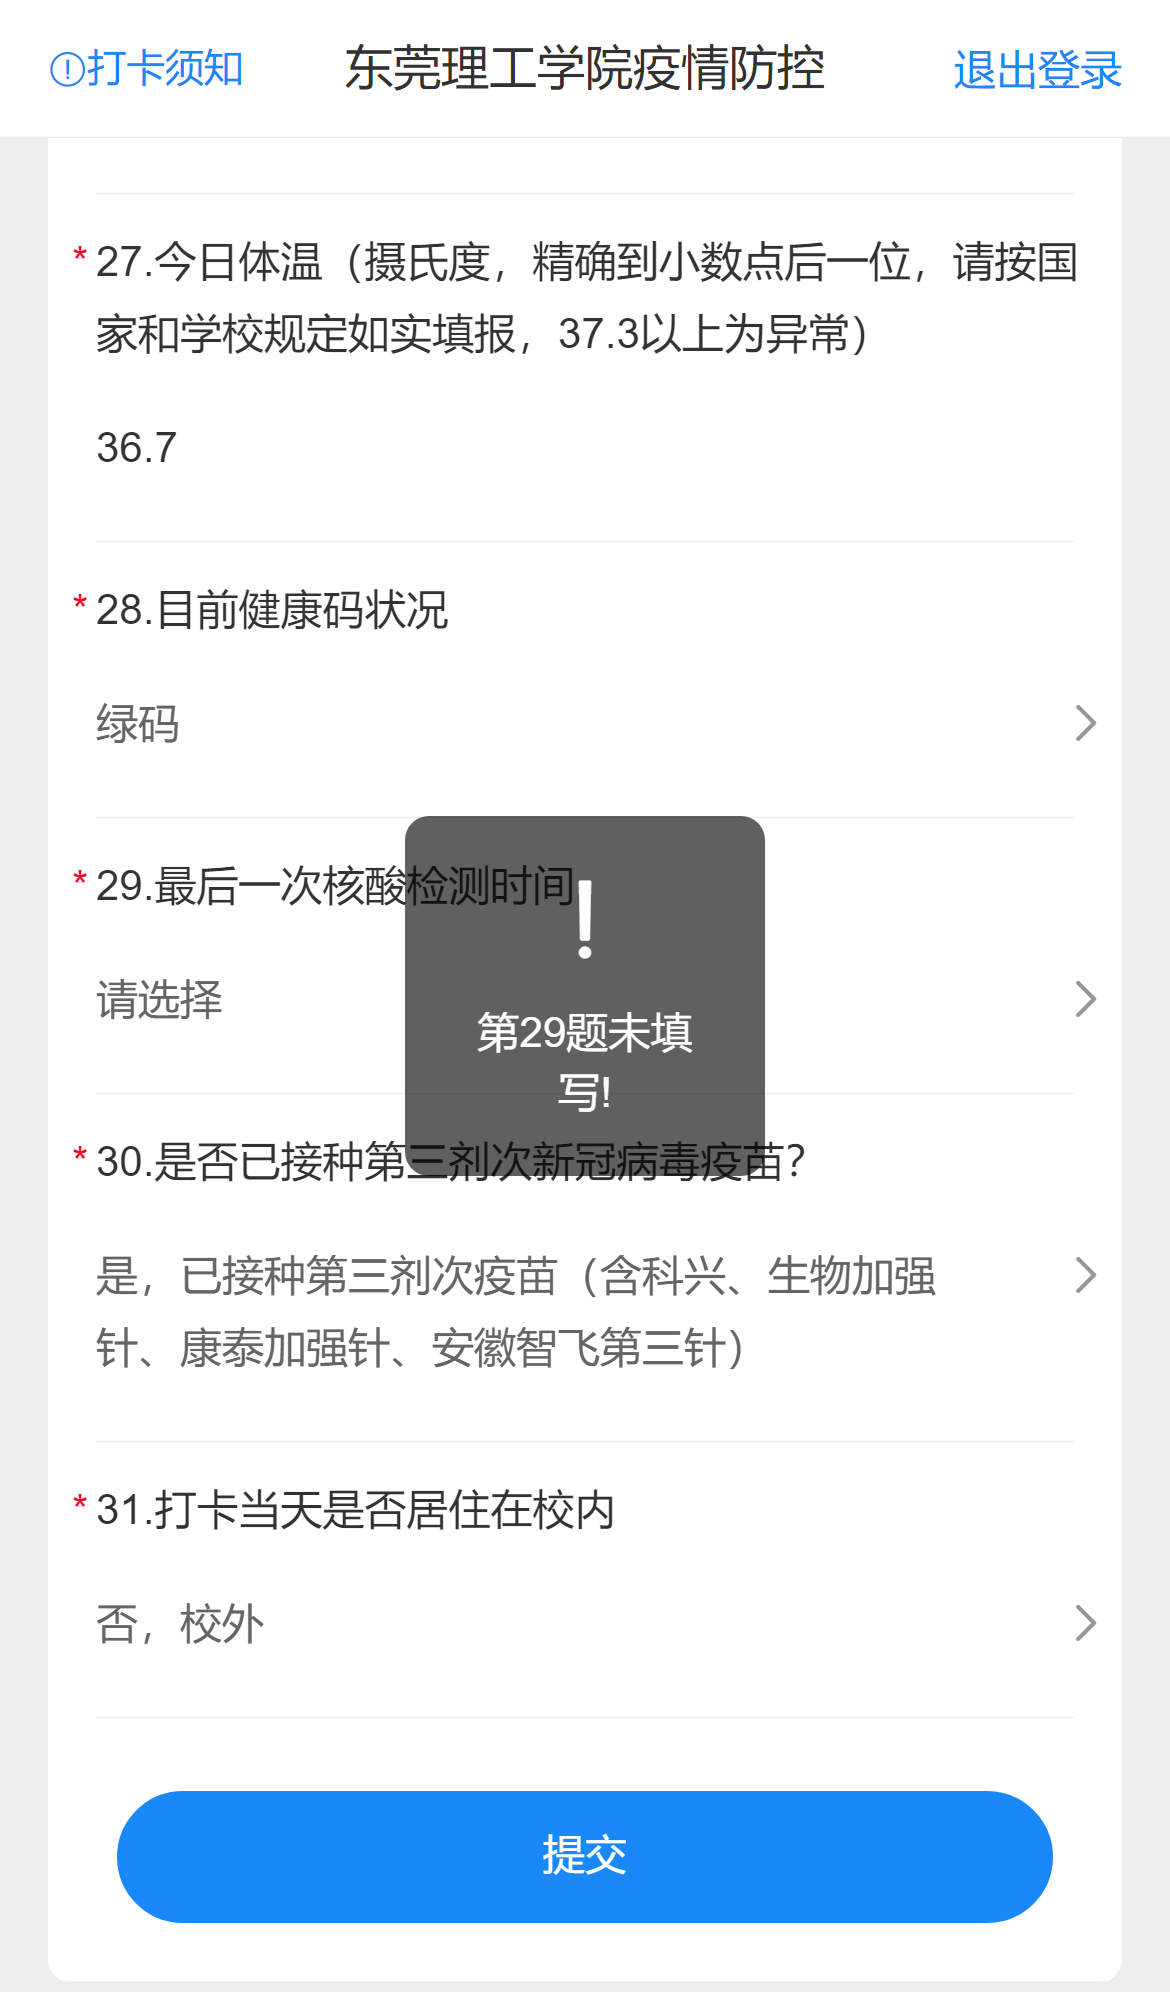 打卡须知 东莞理工学院疫情防控 退出登录
* 27.今日体温（摄氏度，精确到小数点后一位，请按国
家和学校规定如实填报，37.3以上为异常）
36.7
* 28.目前健康码状况
绿码
* 29.最后一次核酸检测时间
请选择
!
第29题未填
写!
* 30.是否已接种第三剂次新冠病毒疫苗?
是，已接种第三剂次疫苗（含科兴、生物加强
针、康泰加强针、安徽智飞第三针）
* 31.打卡当天是否居住在校内
否，校外
提交